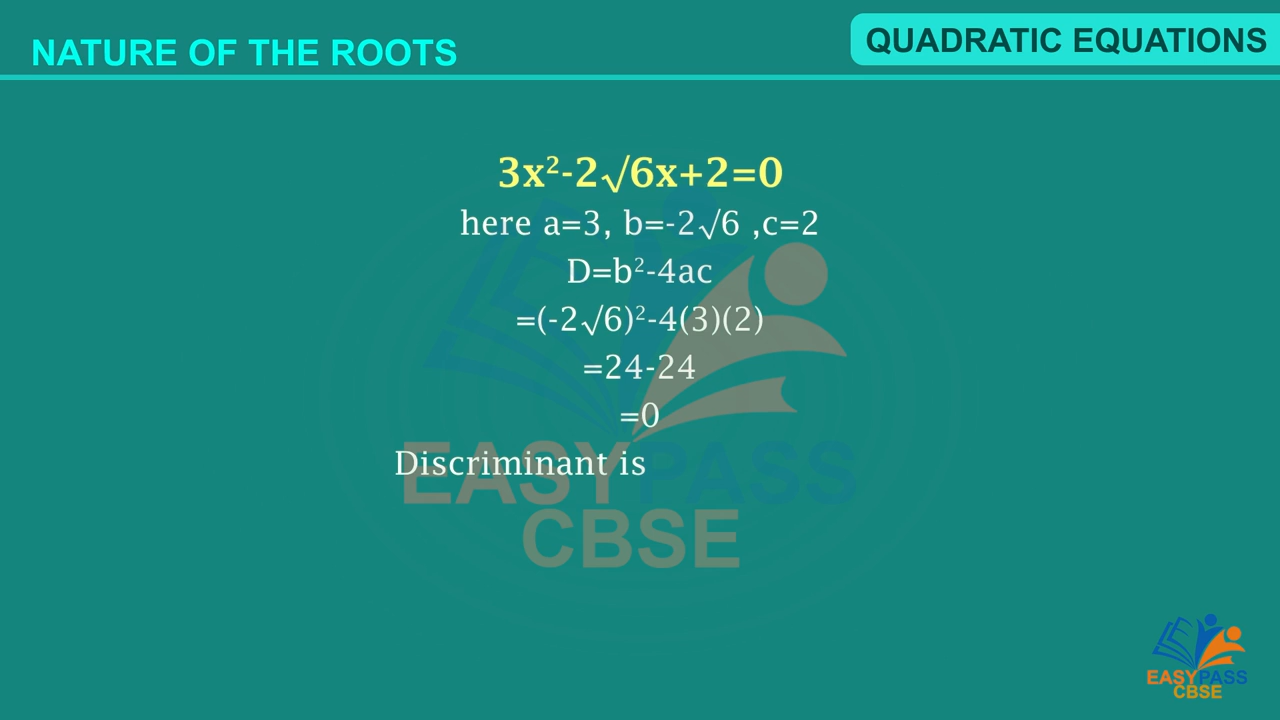 NATURE OF THE ROOTS
QUADRATIC EQUATIONS
3x²-2√6x+2=0
here a=3, b=-2√6 ,c=2
D=b²-4ac
=(-2√6)²-4(3)(2)
=24-24
=0
Discriminant is
EASYPASS
CBSE
EASYPASS
CBSE